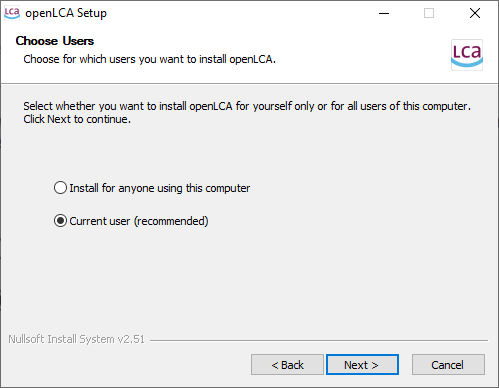 LCa openLCA Setup
Choose Users
Choose for which users you want to install openLCA.
LCa
Select whether you want to install openLCA for yourself only or for all users of this computer.
Click Next to continue.
Install for anyone using this computer
Current user (recommended)
Nullsoft Install System v2.51
< Back Next > Cancel